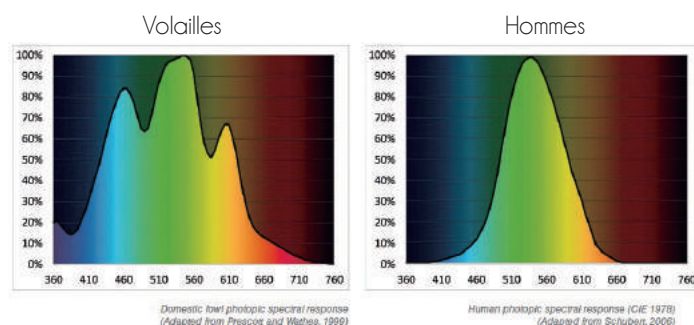 Volailles
100%
90%
80%
70%
60%
50%
40%
30%
20%
10%
0%
360 410 460 510 560 610 660 710 760
Domestic fowl photopic spectral response
(Adapted from Prescott and Wathes, 1999)
Hommes
100%
90%
80%
70%
60%
50%
40%
30%
20%
10%
0%
360 410 460 510 560 610 660 710 760
Human photopic spectral response (CIE 1978)
(Adapted from Schubert, 2006)